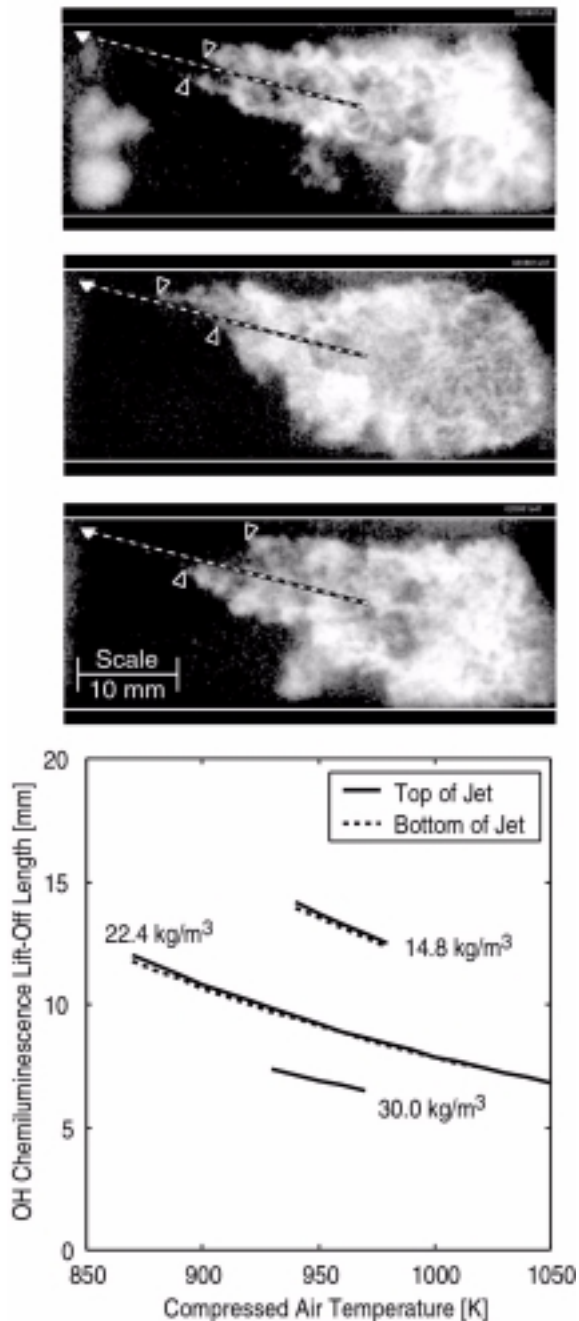 Scale
10 mm
20
15
10
5
0
OH Chemiluminescence Lift-Off Length [mm]
Top of Jet
Bottom of Jet
22.4 kg/m³
14.8 kg/m³
30.0 kg/m³
850
900
950
1000
1050
Compressed Air Temperature [K]